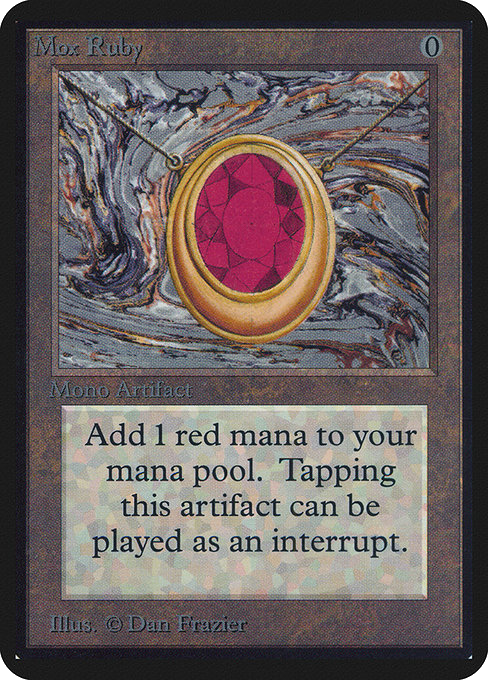 Mox Ruby 0
Mono Artifact
Add 1 red mana to your
mana pool.  Tapping
this artifact can be
played as an interrupt.
Illus. © Dan Frazier